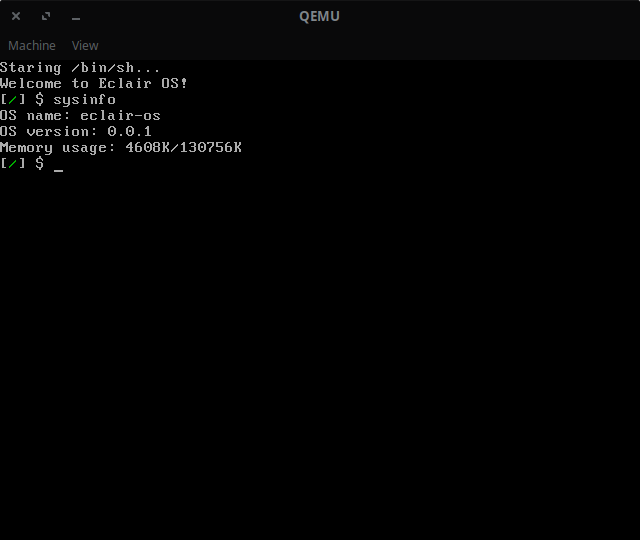 QEMU
Machine View
Staring /bin/sh...
Welcome to Eclair OS!
[/] $ sysinfo
OS name: eclair-os
OS version: 0.0.1
Memory usage: 4608K/130756K
[/] $ _